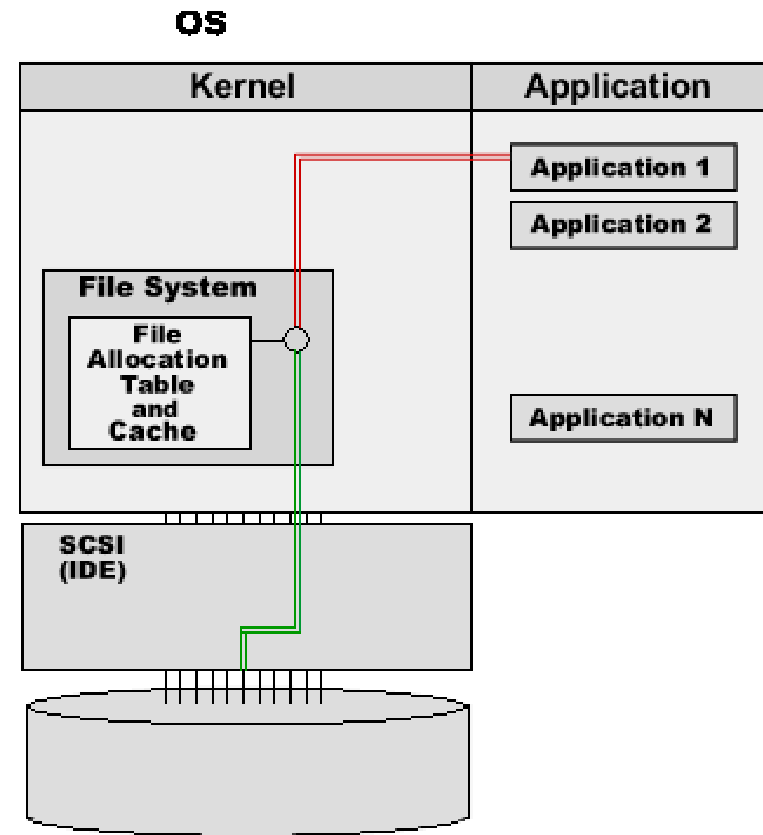 OS
Kernel
Application
Application 1
Application 2
File System
File
Allocation
Table
and
Cache
Application N
SCSI
(IDE)